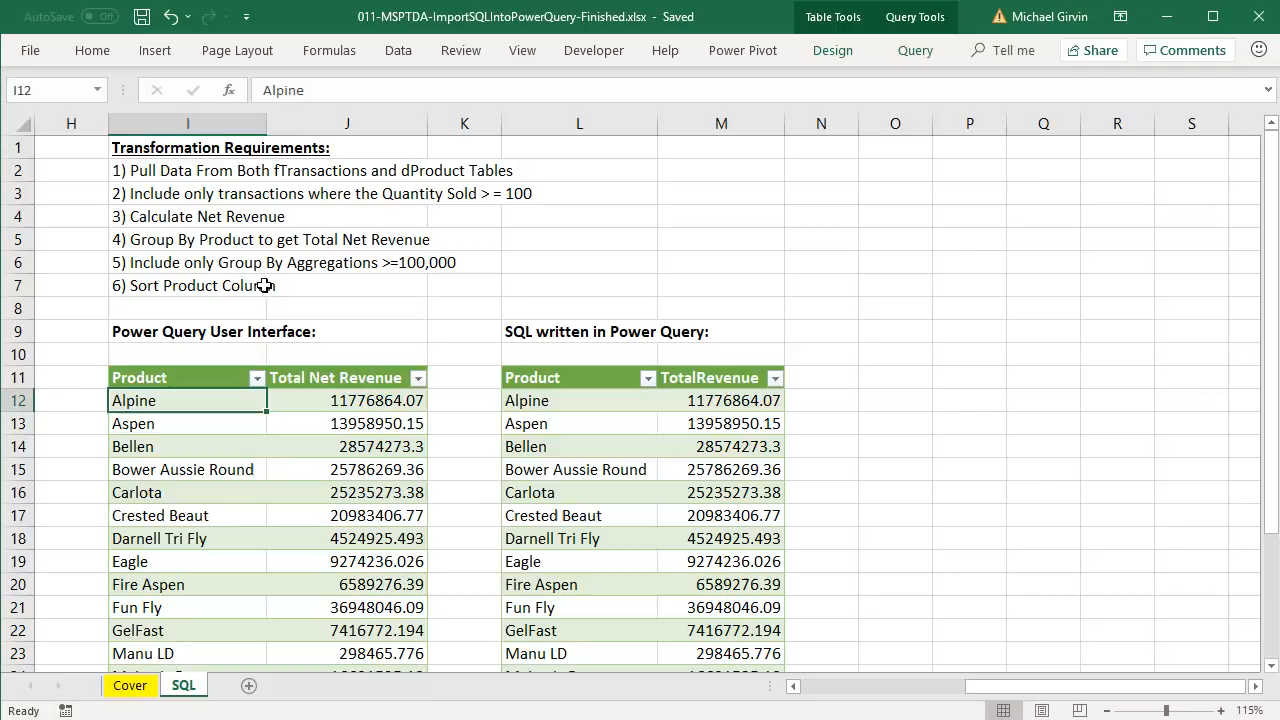 AutoSave Off 011-MSPTDA-ImportSQLIntoPowerQuery-Finished.xlsx - Saved Table Tools Query Tools Michael Girvin
File Home Insert Page Layout Formulas Data Review View Developer Help Power Pivot Design Query Tell me Share Comments
I12 fx Alpine
H I J K L M N O P Q R S
1 Transformation Requirements:
2 1) Pull Data From Both fTransactions and dProduct Tables
3 2) Include only transactions where the Quantity Sold > = 100
4 3) Calculate Net Revenue
5 4) Group By Product to get Total Net Revenue
6 5) Include only Group By Aggregations >=100,000
7 6) Sort Product Column
8
9 Power Query User Interface: SQL written in Power Query:
10
11 Product Total Net Revenue Product TotalRevenue
12 Alpine 11776864.07 Alpine 11776864.07
13 Aspen 13958950.15 Aspen 13958950.15
14 Bellen 28574273.3 Bellen 28574273.3
15 Bower Aussie Round 25786269.36 Bower Aussie Round 25786269.36
16 Carlota 25235273.38 Carlota 25235273.38
17 Crested Beaut 20983406.77 Crested Beaut 20983406.77
18 Darnell Tri Fly 4524925.493 Darnell Tri Fly 4524925.493
19 Eagle 9274236.026 Eagle 9274236.026
20 Fire Aspen 6589276.39 Fire Aspen 6589276.39
21 Fun Fly 36948046.09 Fun Fly 36948046.09
22 GelFast 7416772.194 GelFast 7416772.194
23 Manu LD 298465.776 Manu LD 298465.776
Cover SQL
Ready 115%